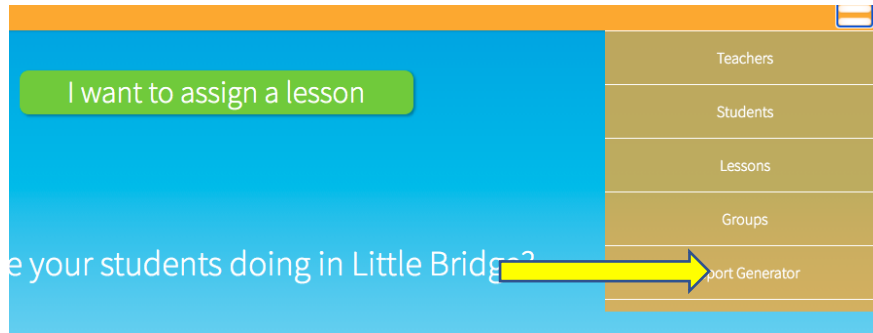 Teachers
I want to assign a lesson
Students
Lessons
Groups
e your students doing in Little Bridge?
port Generator